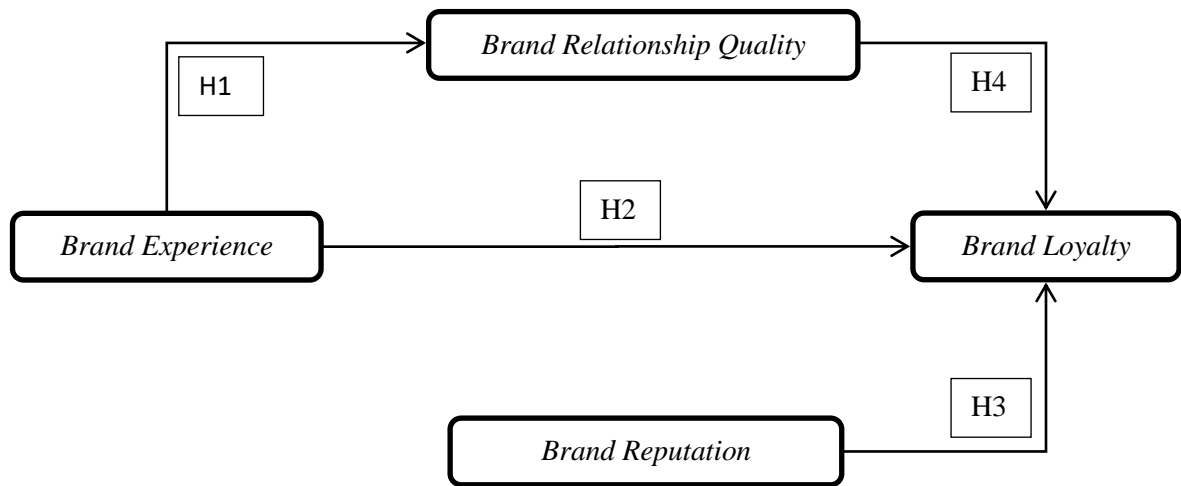 Brand Relationship Quality
H1
H4
H2
Brand Experience
Brand Loyalty
H3
Brand Reputation